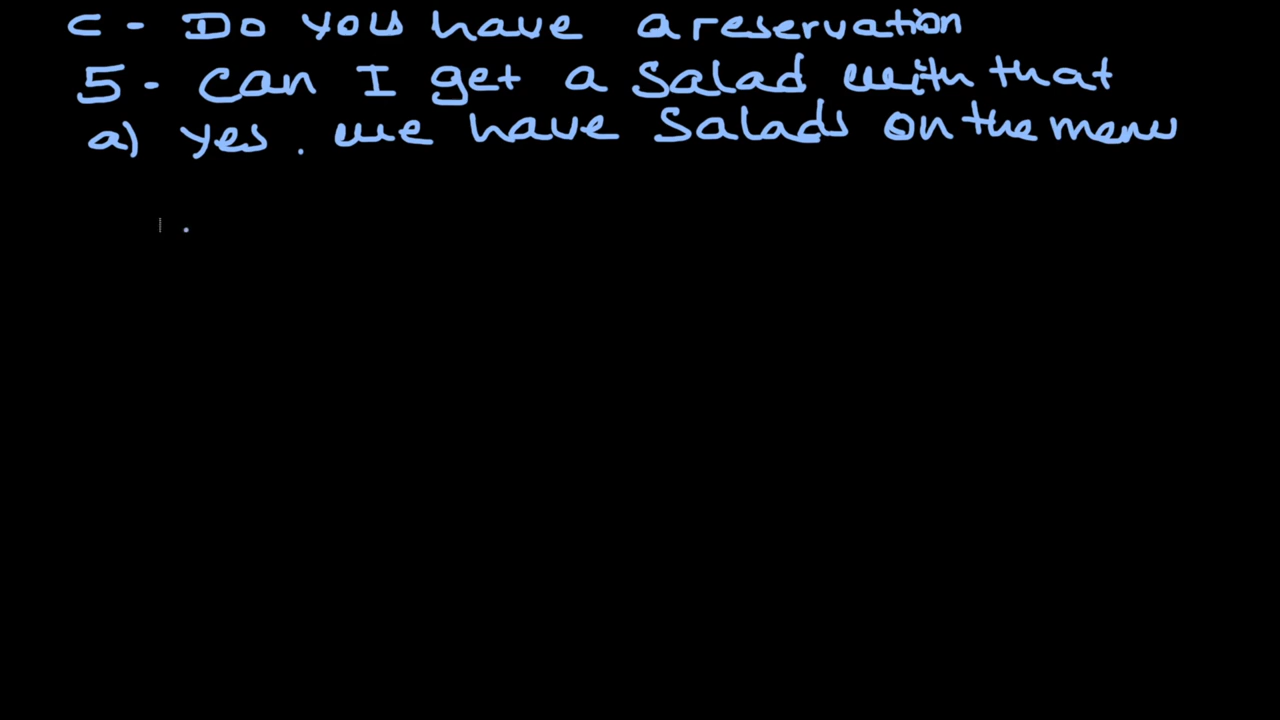 c - Do you have a reservation
5 - can I get a salad with that
a) yes. we have salads on the menu